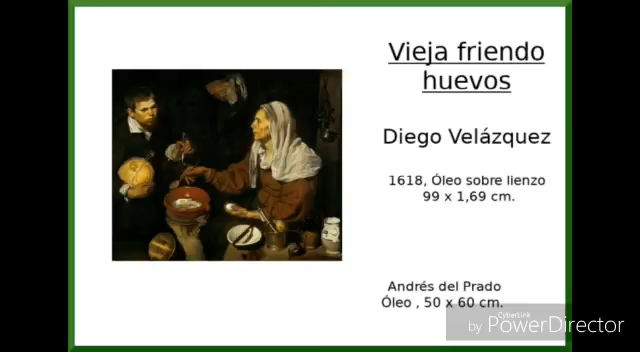 Vieja friendo
huevos
Diego Velázquez
1618, Óleo sobre lienzo
99 x 1,69 cm.
Andrés del Prado
Óleo , 50 x 60 cm.
CyberLink
by PowerDirector